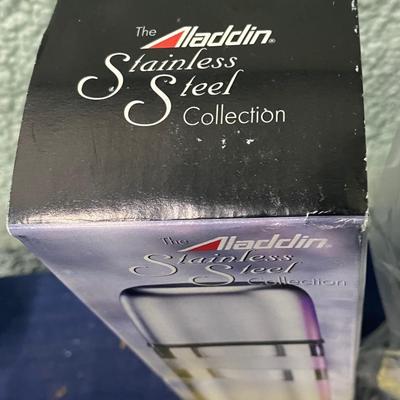 The Aladdin®
Stainless
Steel
Collection
The Aladdin®
Stainless
Steel
Collection